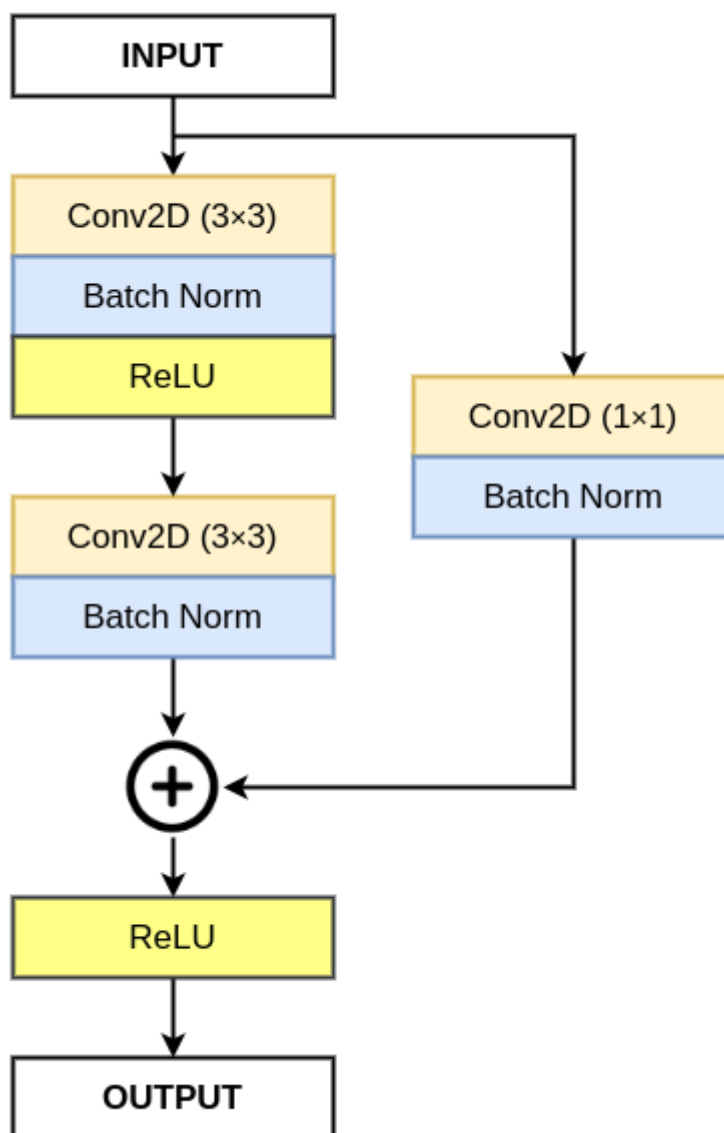 INPUT
Conv2D (3×3)
Batch Norm
ReLU
Conv2D (1×1)
Batch Norm
Conv2D (3×3)
Batch Norm
ReLU
OUTPUT